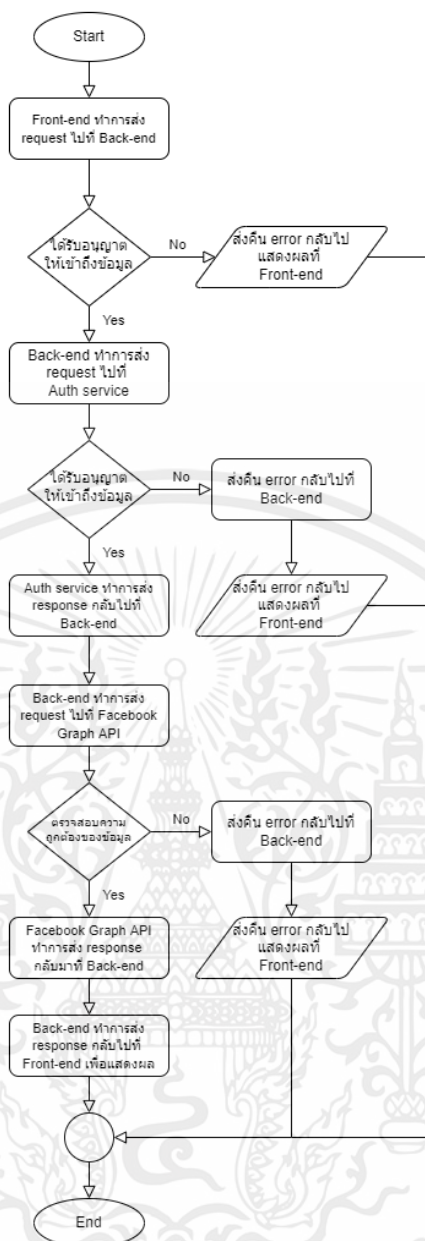 Start
Front-end ทำการส่ง
request ไปที่ Back-end
ได้รับอนุญาต
ให้เข้าถึงข้อมูล
No
ส่งคืน error กลับไป
แสดงผลที่
Front-end
Yes
Back-end ทำการส่ง
request ไปที่
Auth service
ได้รับอนุญาต
ให้เข้าถึงข้อมูล
No
ส่งคืน error กลับไปที่
Back-end
Yes
Auth service ทำการส่ง
response กลับไปที่
Back-end
ส่งคืน error กลับไป
แสดงผลที่
Front-end
Back-end ทำการส่ง
request ไปที่ Facebook
Graph API
ตรวจสอบความ
ถูกต้องของข้อมูล
No
ส่งคืน error กลับไปที่
Back-end
Yes
Facebook Graph API
ทำการส่ง response
กลับมาที่ Back-end
ส่งคืน error กลับไป
แสดงผลที่
Front-end
Back-end ทำการส่ง
response กลับไปที่
Front-end เพื่อแสดงผล
End